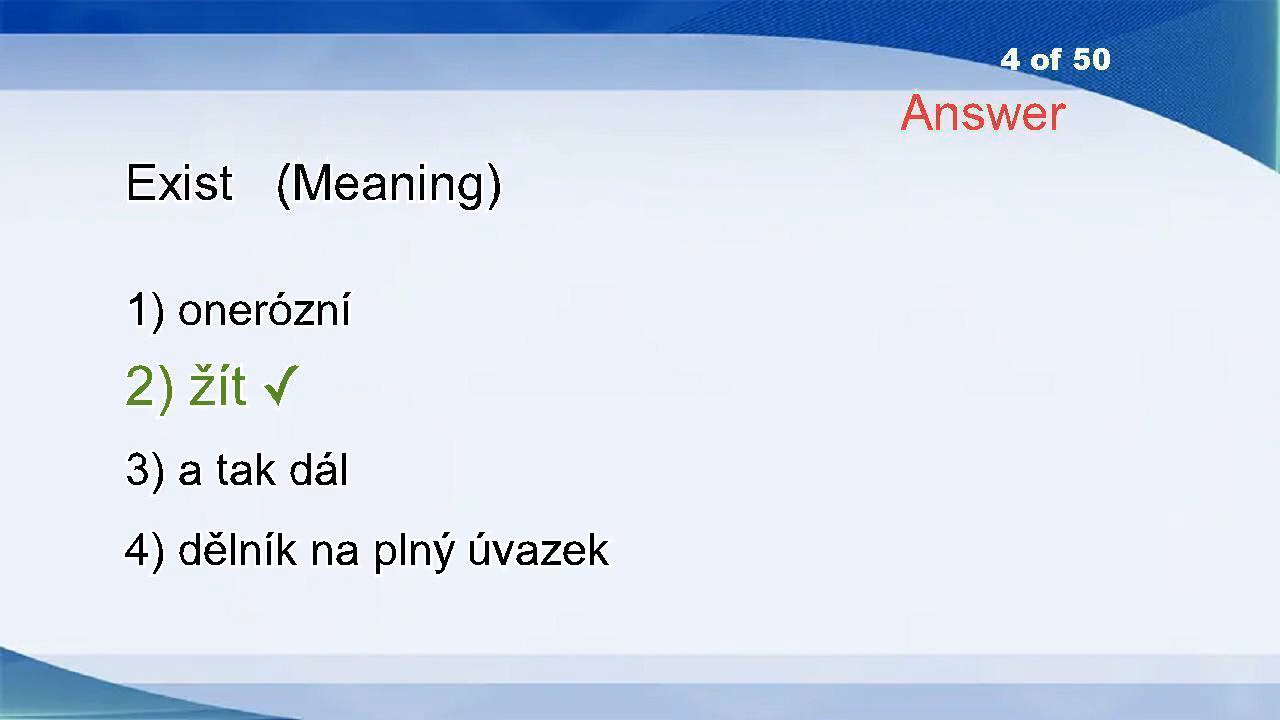 4 of 50
Answer
Exist (Meaning)
1) onerózní
2) žít ✓
3) a tak dál
4) dělník na plný úvazek